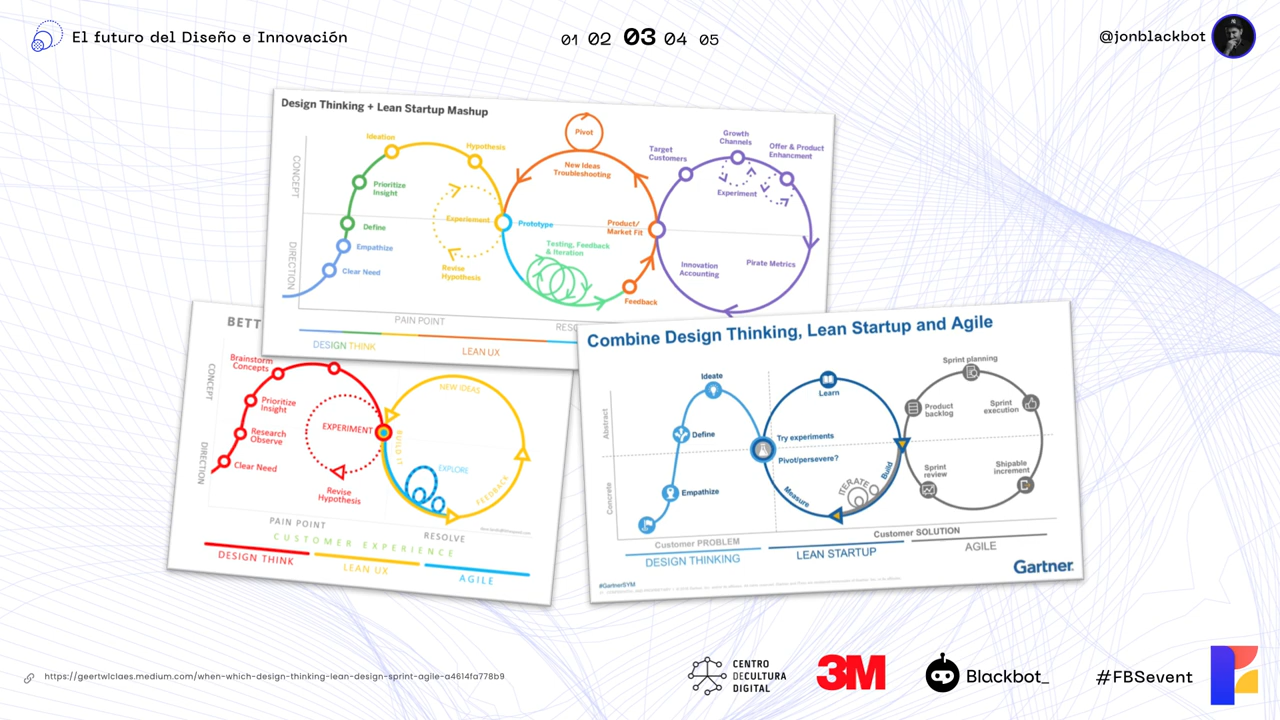 El futuro del Diseño e Innovación
01 02 03 04 05
@jonblackbot
Design Thinking + Lean Startup Mashup
CONCEPT
DIRECTION
Ideation
Hypothesis
Prioritize
Insight
Define
Empathize
Clear Need
Experiement
Revise
Hypothesis
Prototype
Pivot
New Ideas
Troubleshooting
Product/
Market Fit
Testing, Feedback
& Iteration
Feedback
Target
Customers
Growth
Channels
Offer & Product
Enhancment
Experiment
Innovation
Accounting
Pirate Metrics
PAIN POINT
DESIGN THINK
LEAN UX
BETT
CONCEPT
DIRECTION
Brainstorm
Concepts
Prioritize
Insight
Research
Observe
Clear Need
EXPERIMENT
Revise
Hypothesis
NEW IDEAS
BUILD IT
EXPLORE
FEEDBACK
PAIN POINT
RESOLVE
CUSTOMER EXPERIENCE
DESIGN THINK
LEAN UX
AGILE
Combine Design Thinking, Lean Startup and Agile
Abstract
Concrete
Ideate
Define
Empathize
Learn
Try experiments
Pivot/persevere?
Measure
ITERATE
Build
Sprint planning
Product
backlog
Sprint
execution
Sprint
review
Shipable
increment
Customer PROBLEM
Customer SOLUTION
DESIGN THINKING
LEAN STARTUP
AGILE
#GartnerSYM
Gartner
https://geertwlclaes.medium.com/when-which-design-thinking-lean-design-sprint-agile-a4614fa778b9
CENTRO
DECULTURA
DIGITAL
3M
Blackbot_
#FBSevent